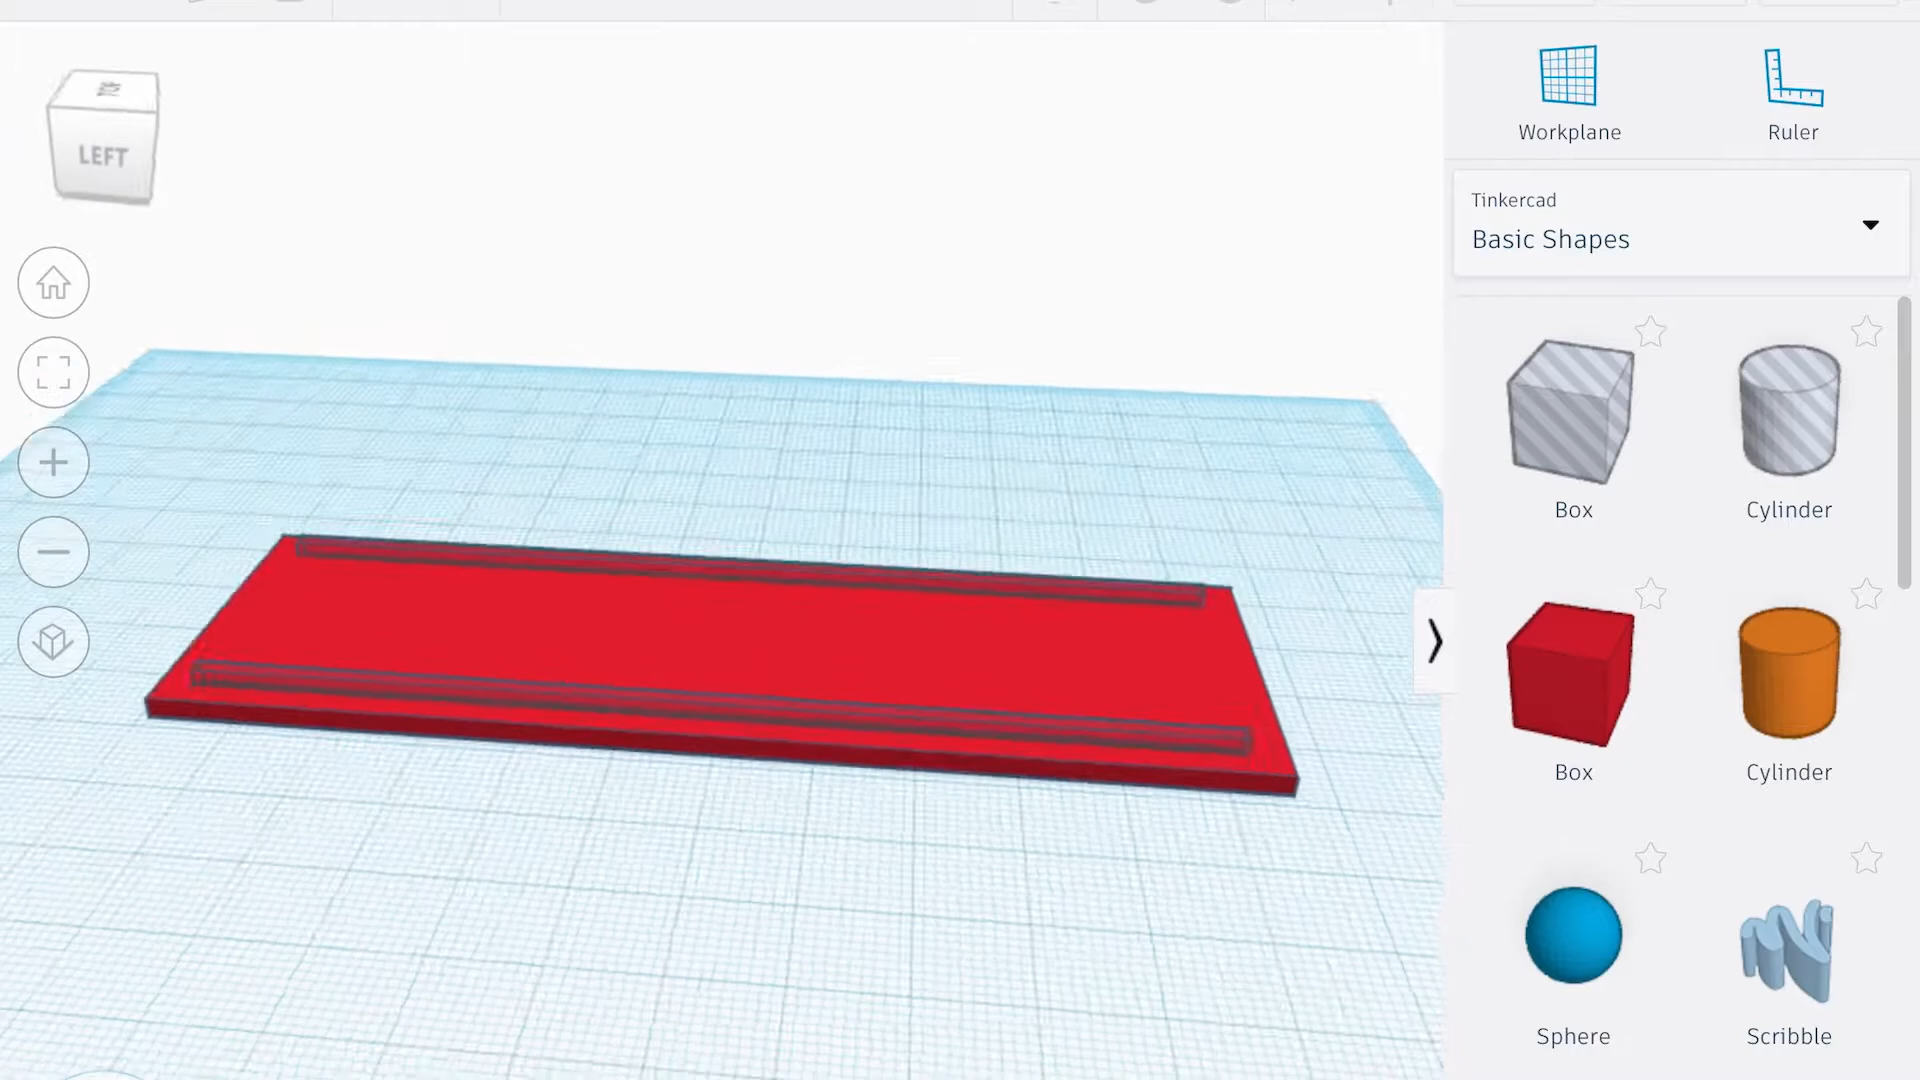 LEFT
Workplane
Ruler
Tinkercad
Basic Shapes
Box
Cylinder
Box
Cylinder
Sphere
Scribble